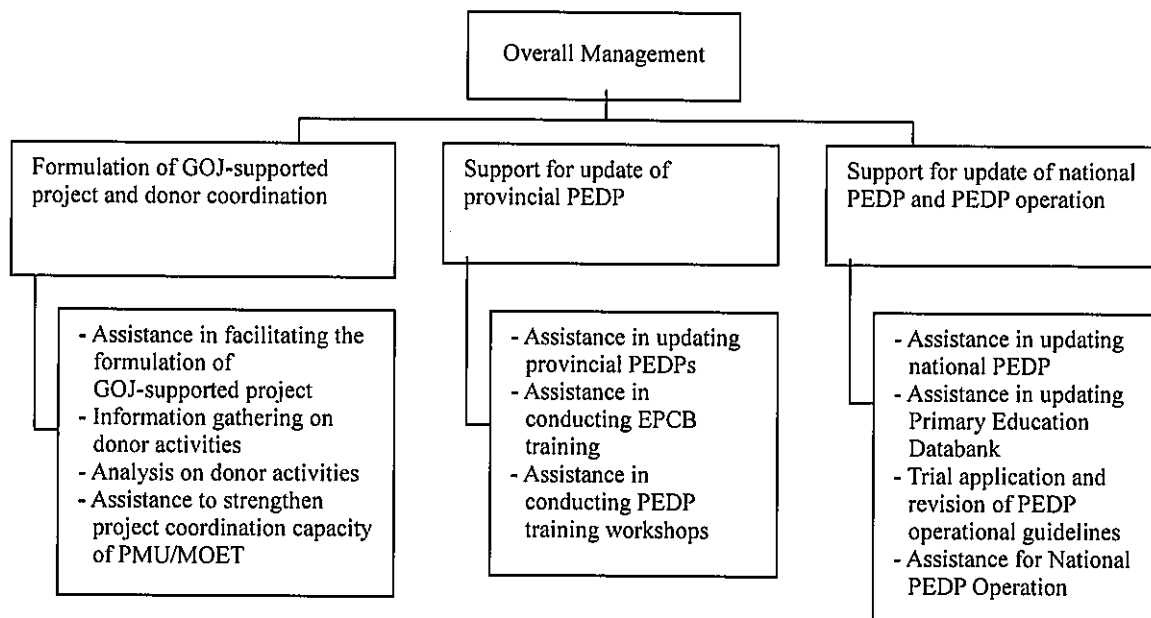 Overall Management
Formulation of GOJ-supported
project and donor coordination
Support for update of
provincial PEDP
Support for update of national
PEDP and PEDP operation
- Assistance in facilitating the
formulation of
GOJ-supported project
- Information gathering on
donor activities
- Analysis on donor activities
- Assistance to strengthen
project coordination capacity
of PMU/MOET
- Assistance in updating
provincial PEDPs
- Assistance in
conducting EPCB
training
- Assistance in
conducting PEDP
training workshops
- Assistance in updating
national PEDP
- Assistance in updating
Primary Education
Databank
- Trial application and
revision of PEDP
operational guidelines
- Assistance for National
PEDP Operation